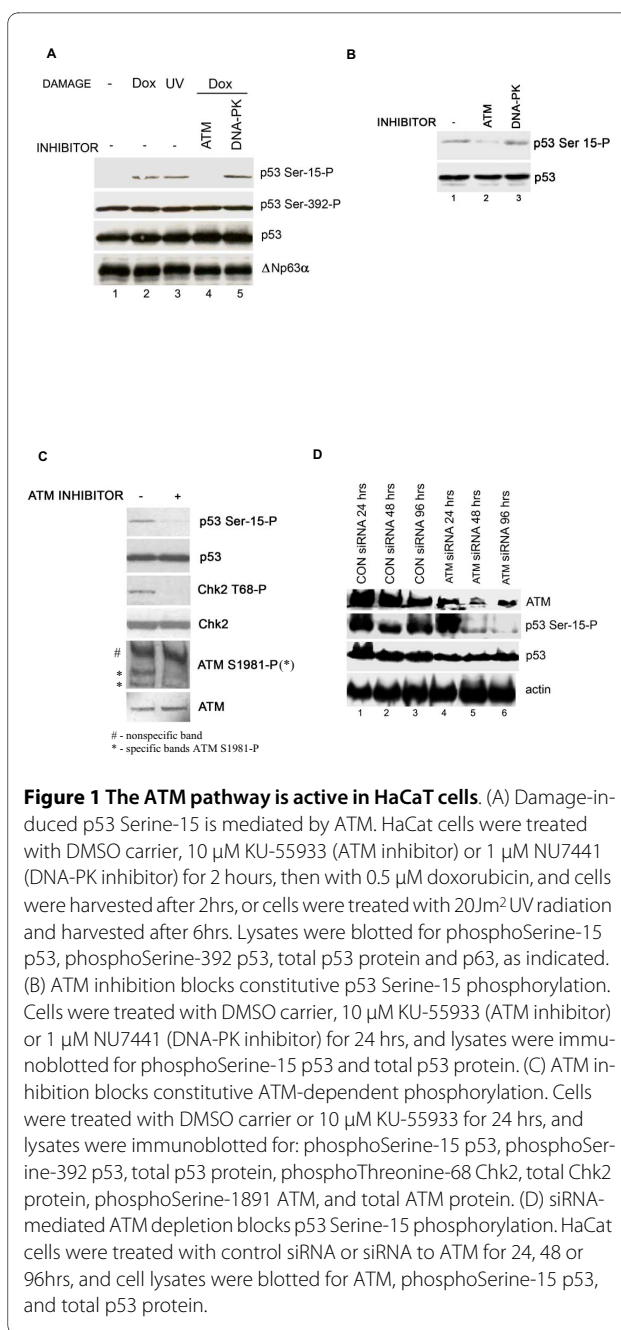 A
DAMAGE - Dox UV Dox
ATM DNA-PK
INHIBITOR - - -
p53 Ser-15-P
p53 Ser-392-P
p53
ΔNp63α
1 2 3 4 5
B
INHIBITOR - ATM DNA-PK
p53 Ser 15-P
p53
1 2 3
C
ATM INHIBITOR - +
p53 Ser-15-P
p53
Chk2 T68-P
Chk2
#
ATM S1981-P(*)
*
*
ATM
# - nonspecific band
* - specific bands ATM S1981-P
D
CON siRNA 24 hrs
CON siRNA 48 hrs
CON siRNA 96 hrs
ATM siRNA 24 hrs
ATM siRNA 48 hrs
ATM siRNA 96 hrs
ATM
p53 Ser-15-P
p53
actin
1 2 3 4 5 6
Figure 1 The ATM pathway is active in HaCaT cells. (A) Damage-in-
duced p53 Serine-15 is mediated by ATM. HaCat cells were treated
with DMSO carrier, 10 μM KU-55933 (ATM inhibitor) or 1 μM NU7441
(DNA-PK inhibitor) for 2 hours, then with 0.5 μM doxorubicin, and cells
were harvested after 2hrs, or cells were treated with 20Jm² UV radiation
and harvested after 6hrs. Lysates were blotted for phosphoSerine-15
p53, phosphoSerine-392 p53, total p53 protein and p63, as indicated.
(B) ATM inhibition blocks constitutive p53 Serine-15 phosphorylation.
Cells were treated with DMSO carrier, 10 μM KU-55933 (ATM inhibitor)
or 1 μM NU7441 (DNA-PK inhibitor) for 24 hrs, and lysates were immu-
noblotted for phosphoSerine-15 p53 and total p53 protein. (C) ATM in-
hibition blocks constitutive ATM-dependent phosphorylation. Cells
were treated with DMSO carrier or 10 μM KU-55933 for 24 hrs, and
lysates were immunoblotted for: phosphoSerine-15 p53, phosphoSer-
ine-392 p53, total p53 protein, phosphoThreonine-68 Chk2, total Chk2
protein, phosphoSerine-1891 ATM, and total ATM protein. (D) siRNA-
mediated ATM depletion blocks p53 Serine-15 phosphorylation. HaCat
cells were treated with control siRNA or siRNA to ATM for 24, 48 or
96hrs, and cell lysates were blotted for ATM, phosphoSerine-15 p53,
and total p53 protein.